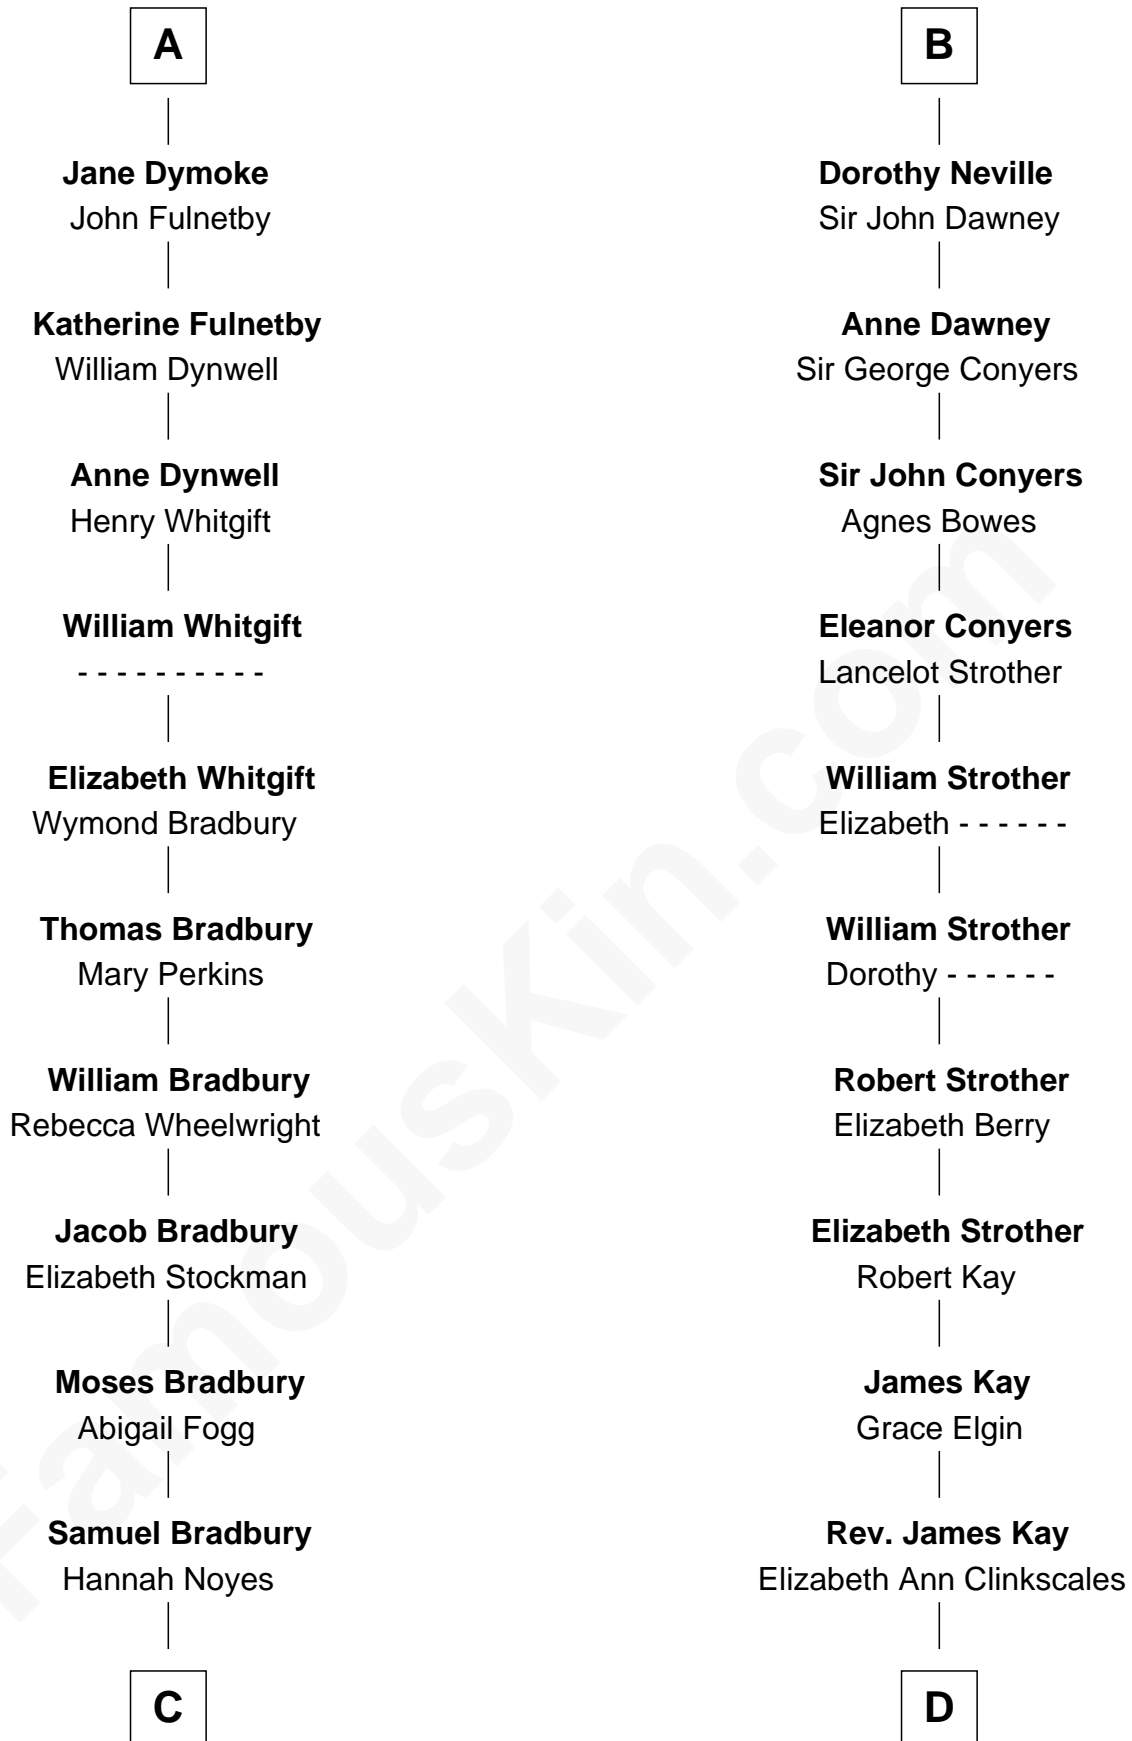 A
Jane Dymoke
John Fulnetby
Katherine Fulnetby
William Dynwell
Anne Dynwell
Henry Whitgift
William Whitgift
- - - - - - - - - -
Elizabeth Whitgift
Wymond Bradbury
Thomas Bradbury
Mary Perkins
William Bradbury
Rebecca Wheelwright
Jacob Bradbury
Elizabeth Stockman
Moses Bradbury
Abigail Fogg
Samuel Bradbury
Hannah Noyes
C
B
Dorothy Neville
Sir John Dawney
Anne Dawney
Sir George Conyers
Sir John Conyers
Agnes Bowes
Eleanor Conyers
Lancelot Strother
William Strother
Elizabeth - - - - - -
William Strother
Dorothy - - - - - -
Robert Strother
Elizabeth Berry
Elizabeth Strother
Robert Kay
James Kay
Grace Elgin
Rev. James Kay
Elizabeth Ann Clinkscales
D
FamousKin.com